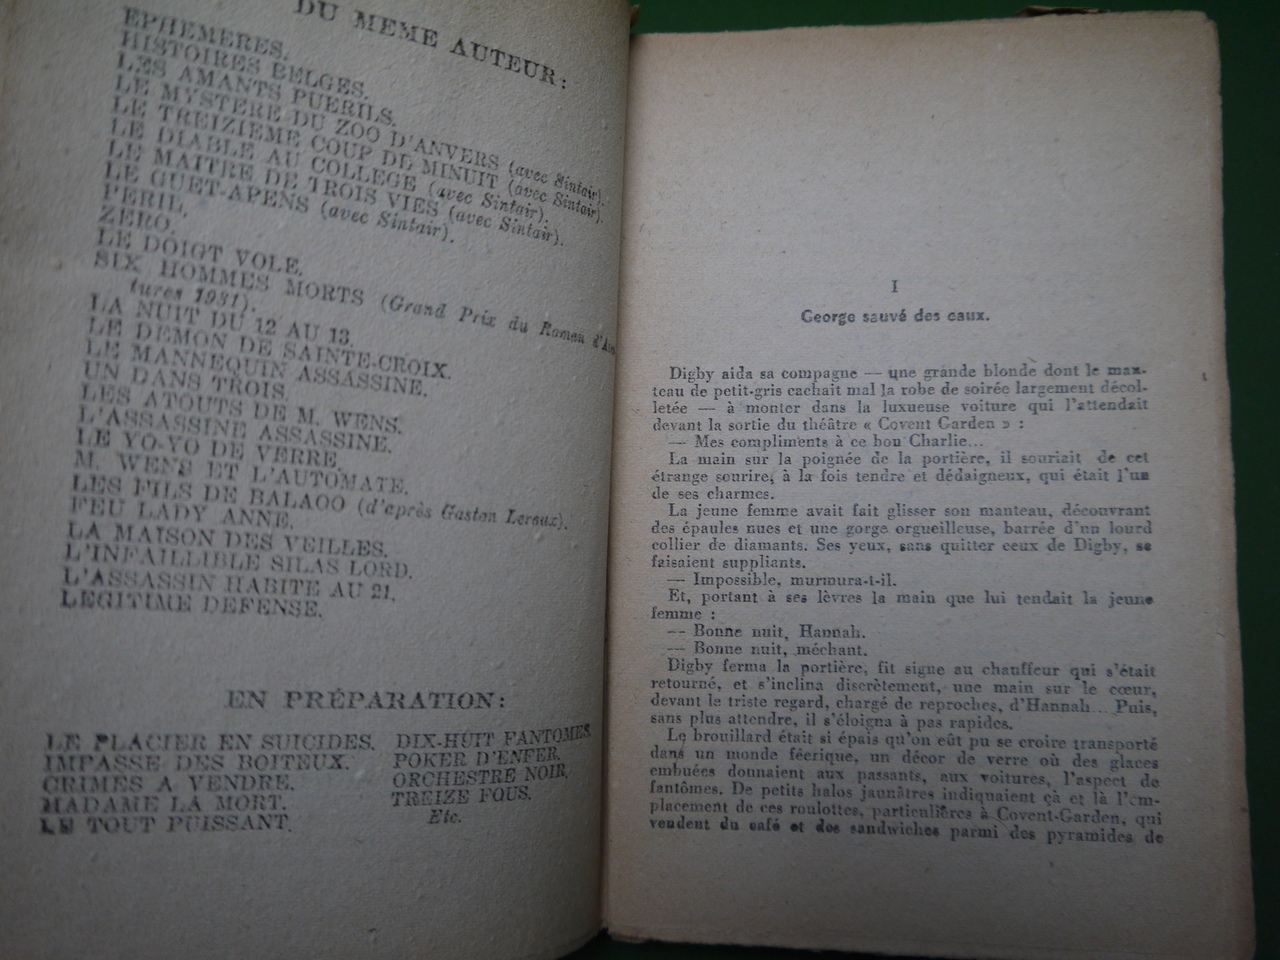 DU MEME AUTEUR:
EPHEMERES.
HISTOIRES BELGES.
LES AMANTS PUERILS.
LE MYSTERE DU ZOO D'ANVERS (avec Sintair).
LE TREIZIEME COUP DE MINUIT (avec Sintair).
LE DIABLE AU COLLEGE (avec Sintair).
LE MAITRE DE TROIS VIES (avec Sintair).
LE GUET-APENS (avec Sintair).
PERIL.
ZERO.
LE DOIGT VOLE.
SIX HOMMES MORTS (Grand Prix du Roman d'Aven
tures 1931).
LA NUIT DU 12 AU 13.
LE DEMON DE SAINTE-CROIX.
LE MANNEQUIN ASSASSINE.
UN DANS TROIS.
LES ATOUTS DE M. WENS.
L'ASSASSINE ASSASSINE.
LE YO-YO DE VERRE.
M. WENS ET L'AUTOMATE.
LES FILS DE BALAOO (d'après Gaston Leroux).
FEU LADY ANNE.
LA MAISON DES VEILLES.
L'INFAILLIBLE SILAS LORD.
L'ASSASSIN HABITE AU 21.
LEGITIME DEFENSE.
EN PRÉPARATION:
LE PLACIER EN SUICIDES. DIX-HUIT FANTOMES.
IMPASSE DES BOITEUX. POKER D'ENFER.
CRIMES A VENDRE. ORCHESTRE NOIR.
MADAME LA MORT. TREIZE FOUS.
LE TOUT PUISSANT. Etc.
I
George sauvé des eaux.
Digby aida sa compagne — une grande blonde dont le man-
teau de petit-gris cachait mal la robe de soirée largement décol-
letée — à monter dans la luxueuse voiture qui l'attendait
devant la sortie du théâtre « Covent Garden » :
— Mes compliments à ce bon Charlie...
La main sur la poignée de la portière, il souriait de cet
étrange sourire, à la fois tendre et dédaigneux, qui était l'un
de ses charmes.
La jeune femme avait fait glisser son manteau, découvrant
des épaules nues et une gorge orgueilleuse, barrée d'un lourd
collier de diamants. Ses yeux, sans quitter ceux de Digby, se
faisaient suppliants.
— Impossible, murmura-t-il.
Et, portant à ses lèvres la main que lui tendait la jeune
femme :
— Bonne nuit, Hannah.
— Bonne nuit, méchant.
Digby ferma la portière, fit signe au chauffeur qui s'était
retourné, et s'inclina discrètement, une main sur le cœur,
devant le triste regard, chargé de reproches, d'Hannah... Puis,
sans plus attendre, il s'éloigna à pas rapides.
Le brouillard était si épais qu'on eût pu se croire transporté
dans un monde féerique, un décor de verre où des glaces
embuées donnaient aux passants, aux voitures, l'aspect de
fantômes. De petits halos jaunâtres indiquaient çà et là l'em-
placement de ces roulottes, particulières à Covent-Garden, qui
vendent du café et des sandwiches parmi des pyramides de